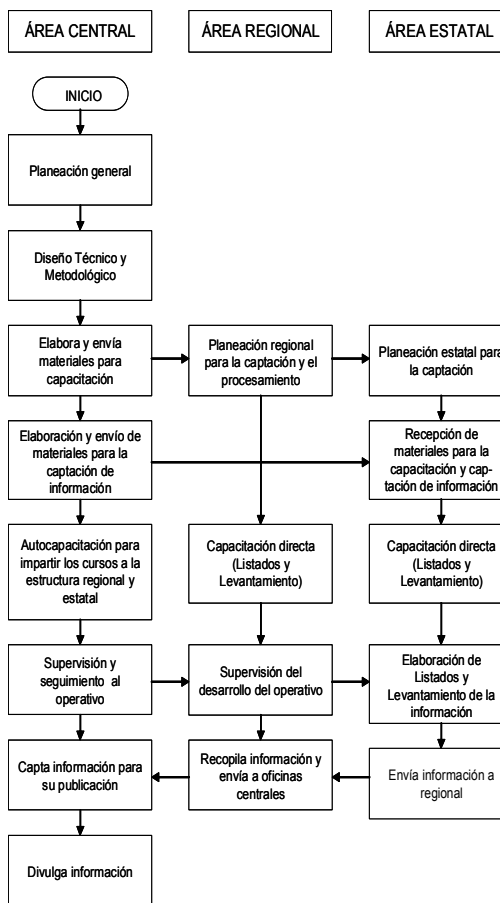 ÁREA CENTRAL
ÁREA REGIONAL
ÁREA ESTATAL
INICIO
Planeación general
Diseño Técnico y
Metodológico
Elabora y envía
materiales para
capacitación
Planeación regional
para la captación y el
procesamiento
Planeación estatal para
la captación
Elaboración y envío de
materiales para la
captación de
información
Recepción de
materiales para la
capacitación y cap-
tación de información
Autocapacitación para
impartir los cursos a la
estructura regional y
estatal
Capacitación directa
(Listados y
Levantamiento)
Capacitación directa
(Listados y
Levantamiento)
Supervisión y
seguimiento al
operativo
Supervisión del
desarrollo del operativo
Elaboración de
Listados y
Levantamiento de la
información
Capta información para
su publicación
Recopila información y
envía a oficinas
centrales
Envía información a
regional
Divulga información